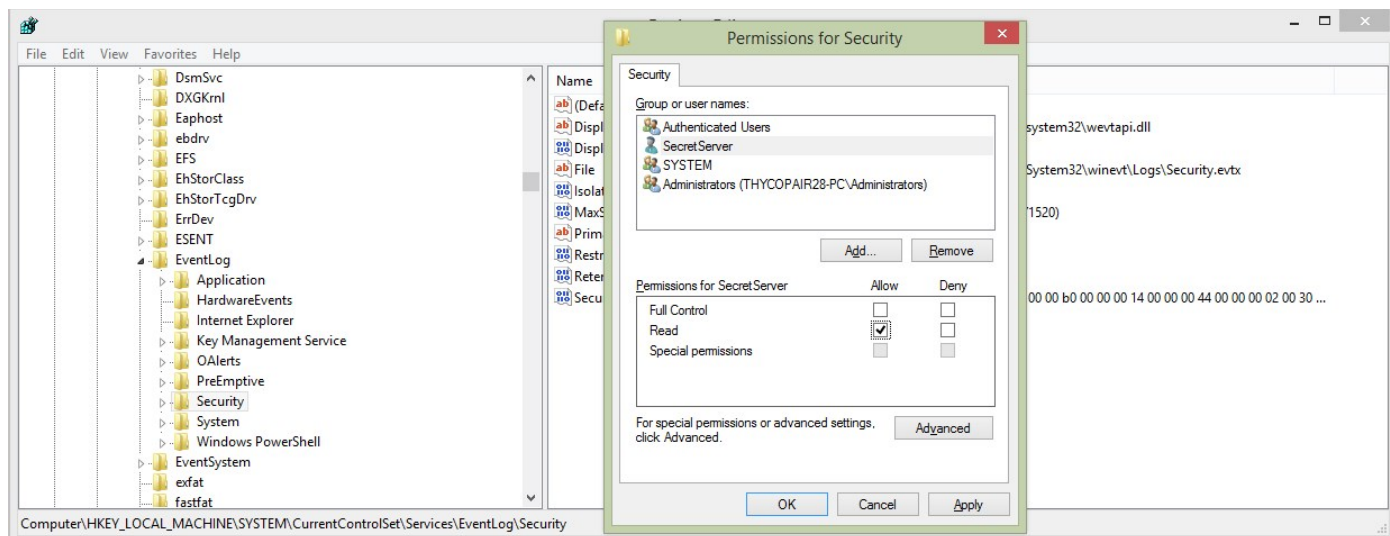 File Edit View Favorites Help
DsmSvc
DXGKrnl
Eaphost
ebdrv
EFS
EhStorClass
EhStorTcgDrv
ErrDev
ESENT
EventLog
Application
HardwareEvents
Internet Explorer
Key Management Service
OAlerts
PreEmptive
Security
System
Windows PowerShell
EventSystem
exfat
fastfat
Name
ab (Defa
ab Displ
Displ
ab File
Isolat
MaxS
ab Prim
Restr
Reter
Secu
system32\wevtapi.dll
System32\winevt\Logs\Security.evtx
1520)
00 00 b0 00 00 00 14 00 00 00 44 00 00 00 02 00 30 ...
Permissions for Security
Security
Group or user names:
Authenticated Users
SecretServer
SYSTEM
Administrators (THYCOPAIR28-PC\Administrators)
Add... Remove
Permissions for SecretServer Allow Deny
Full Control
Read
Special permissions
For special permissions or advanced settings,
click Advanced.
Advanced
OK Cancel Apply
Computer\HKEY_LOCAL_MACHINE\SYSTEM\CurrentControlSet\Services\EventLog\Security